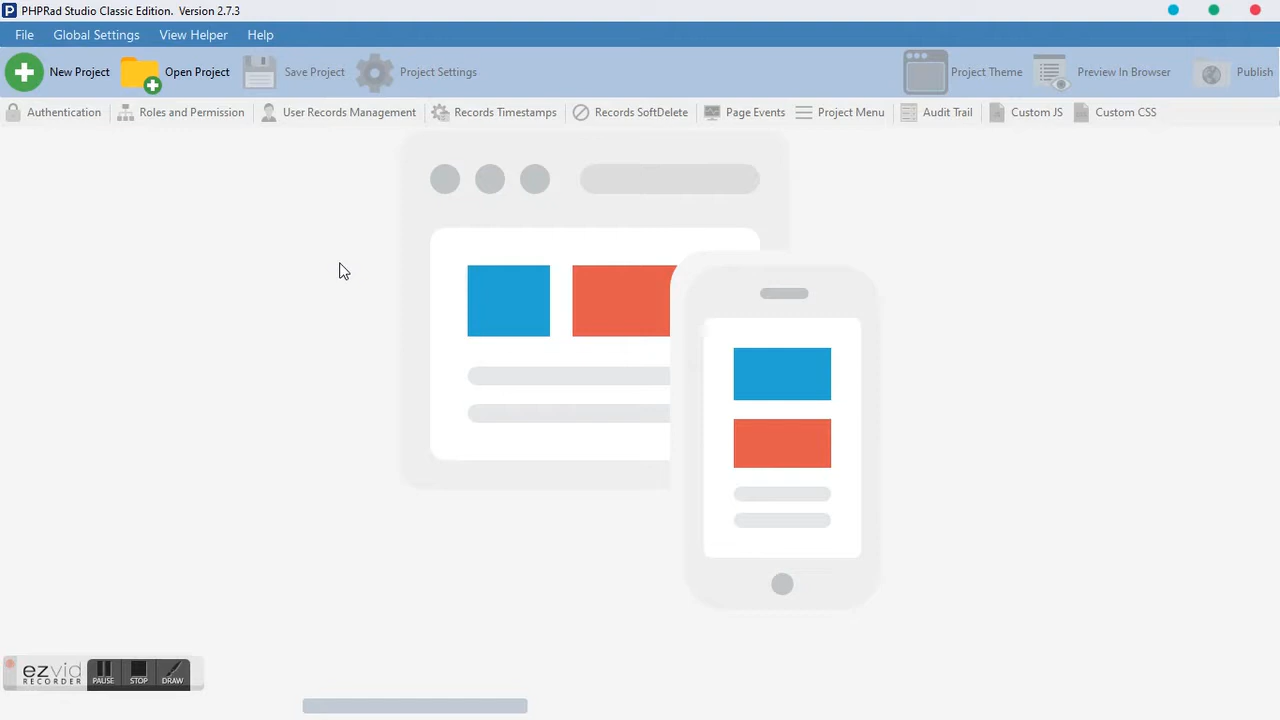 PHPRad Studio Classic Edition. Version 2.7.3
File Global Settings View Helper Help
New Project Open Project Save Project Project Settings Project Theme Preview In Browser Publish
Authentication Roles and Permission User Records Management Records Timestamps Records SoftDelete Page Events Project Menu Audit Trail Custom JS Custom CSS
ezvid
RECORDER
PAUSE STOP DRAW